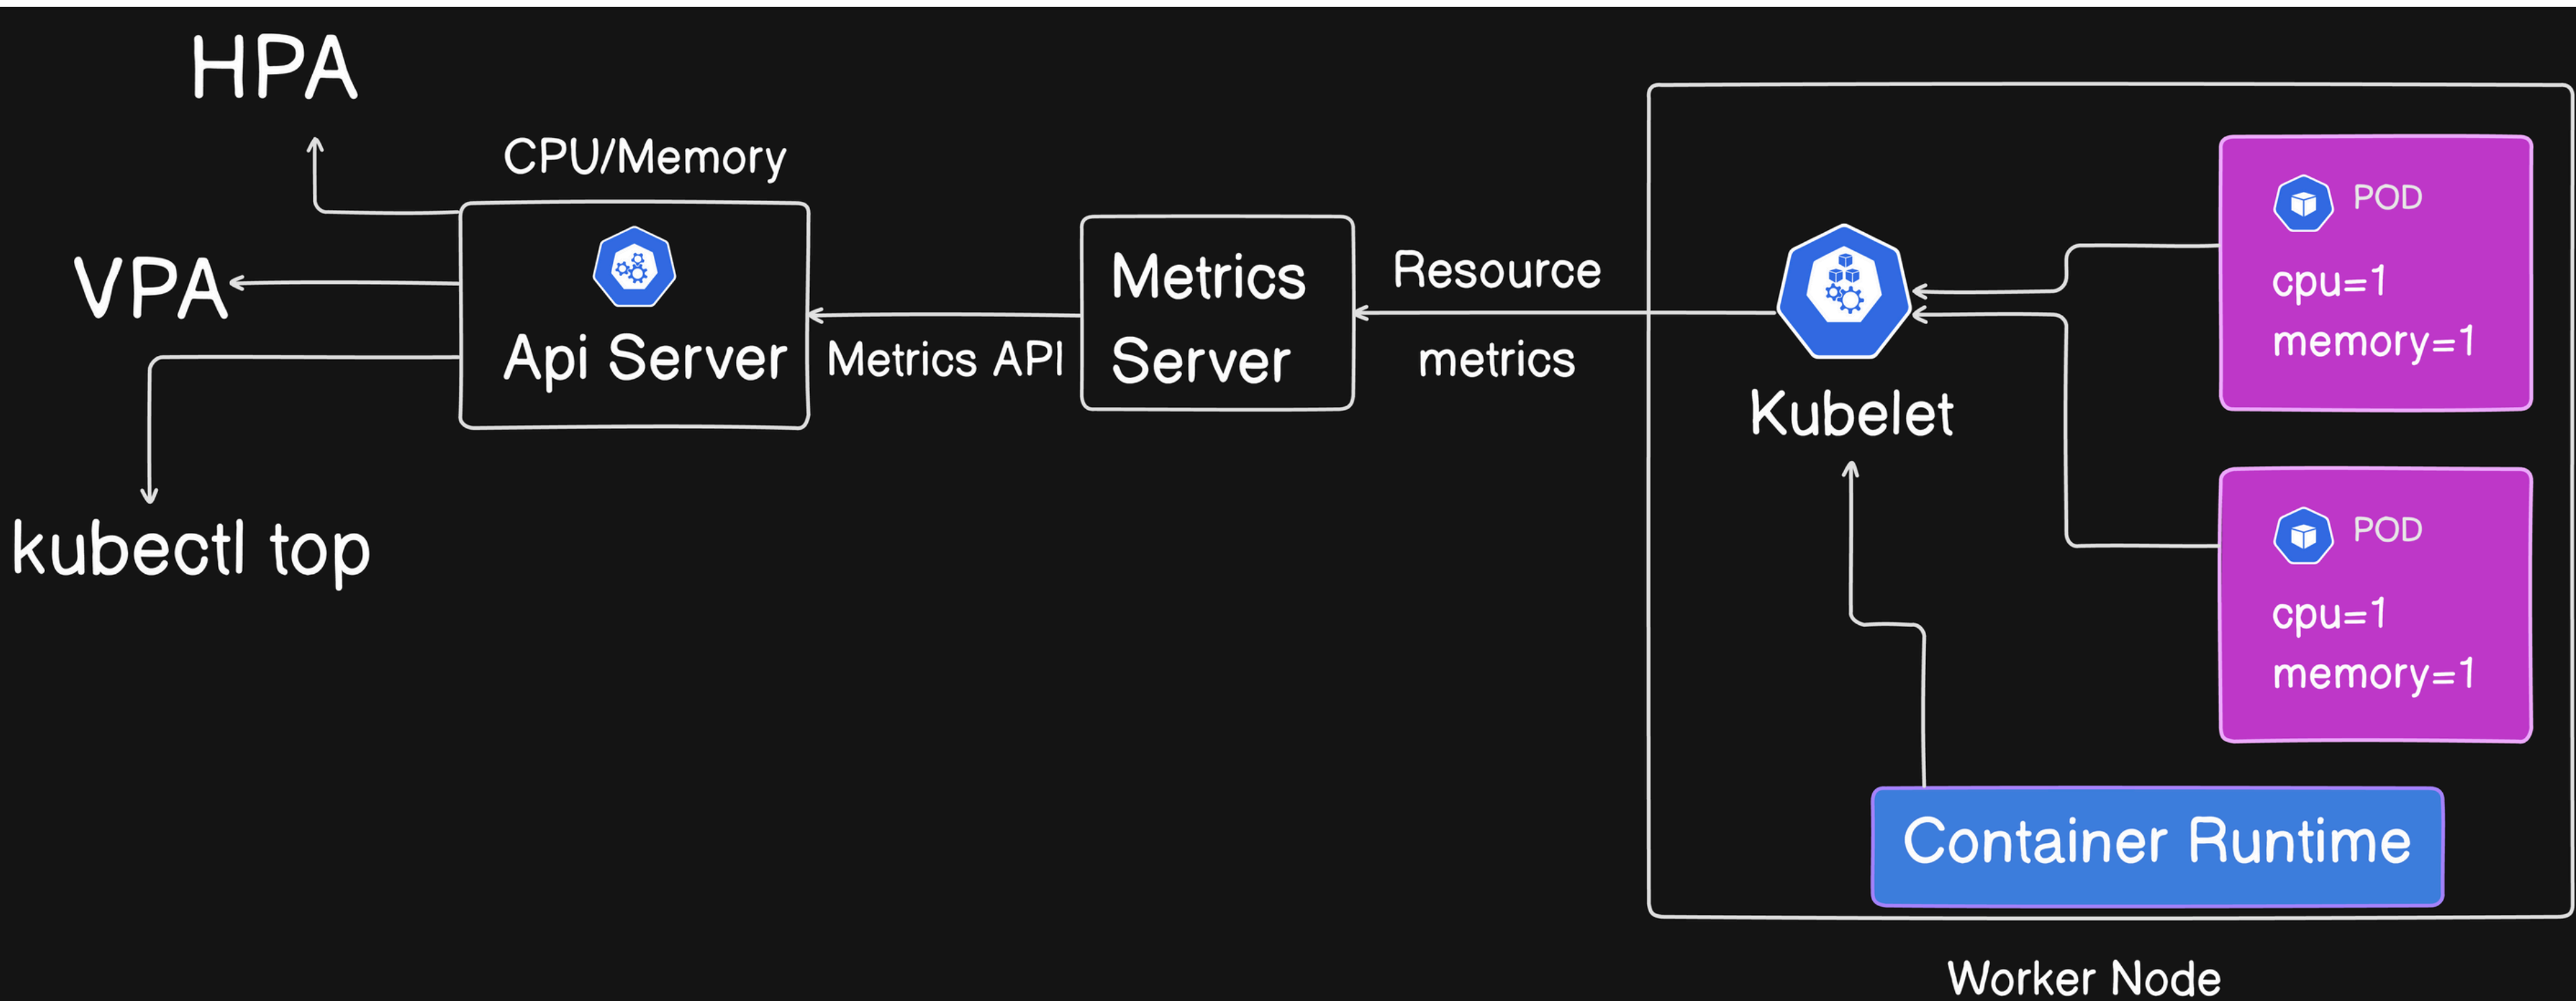 HPA
CPU/Memory
VPA
Api Server
kubectl top
Metrics API
Metrics
Server
Resource
metrics
Kubelet
POD
cpu=1
memory=1
POD
cpu=1
memory=1
Container Runtime
Worker Node